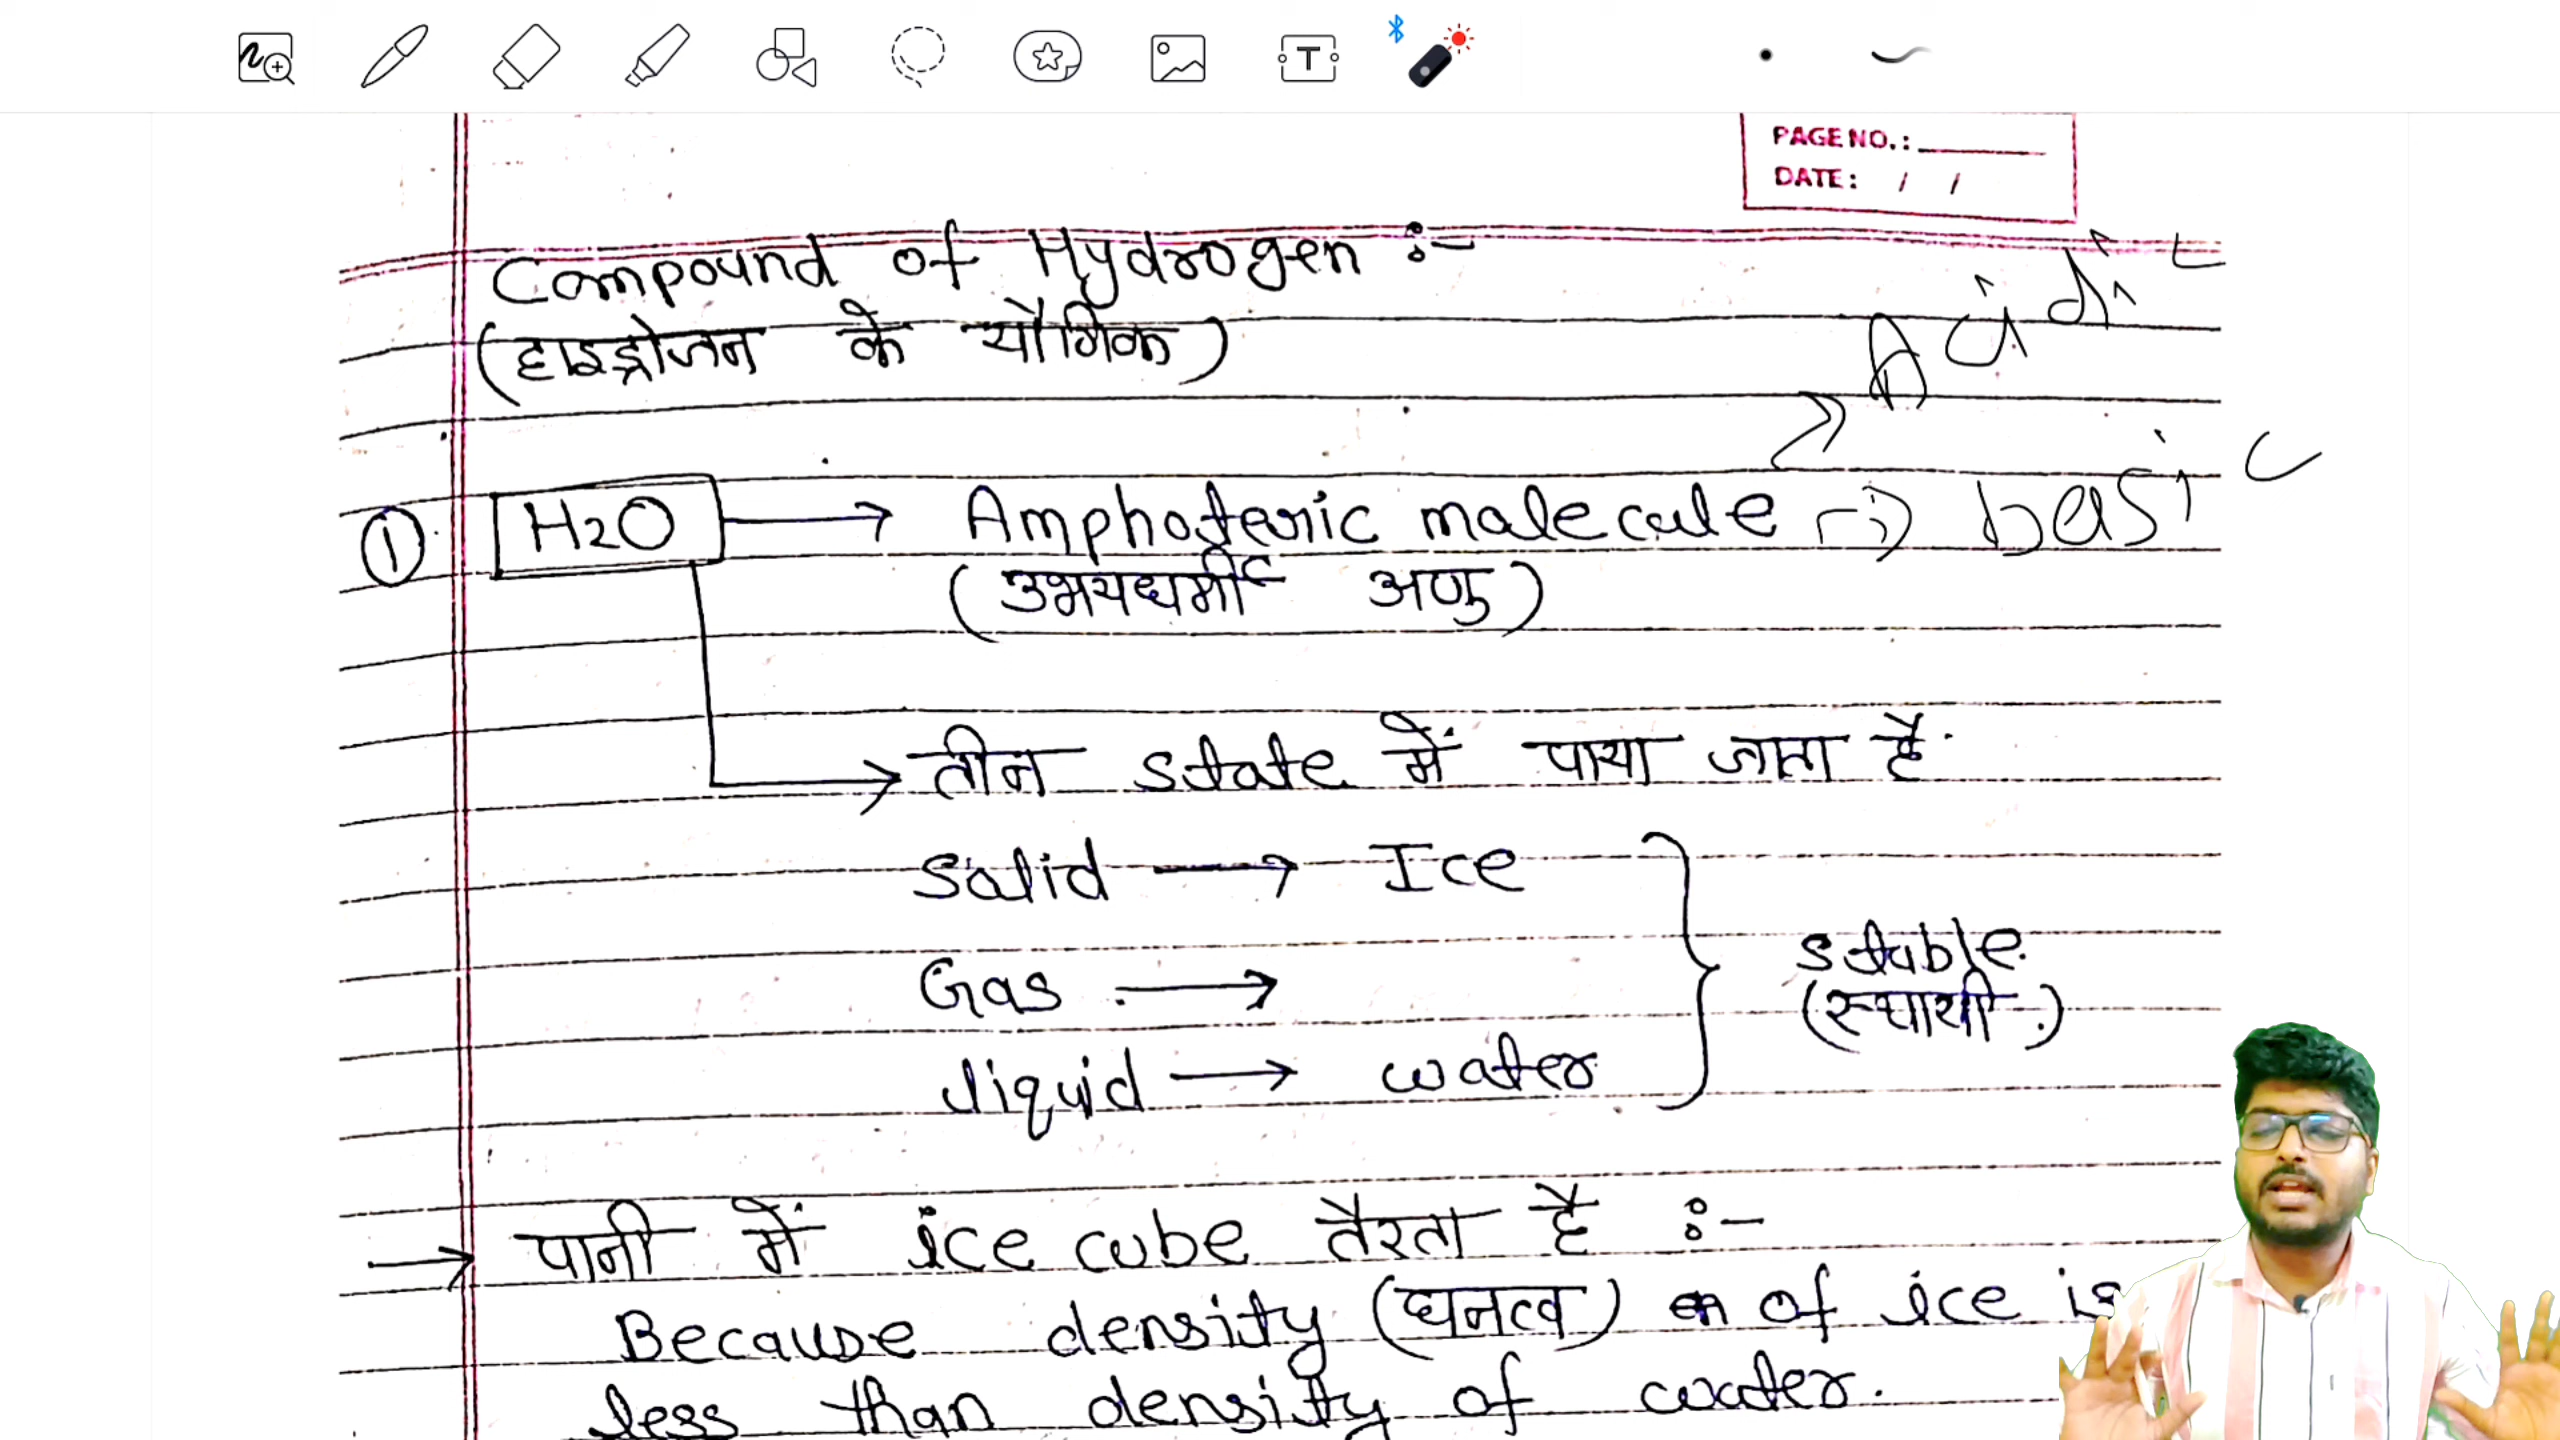 T
PAGE NO.:
DATE: / /
Compound of Hydrogen :-
(हाइड्रोजन के यौगिक)
Acidic
① H2O → Amphoteric malecule → basic
(उभयधर्मी अणु)
→ तीन state में पाया जाता है
Solid → Ice
Gas →
liquid → water
stable
(स्थायी)
→ पानी में ice cube तैरता है :-
Because density (घनत्व) of ice is
less than density of water.